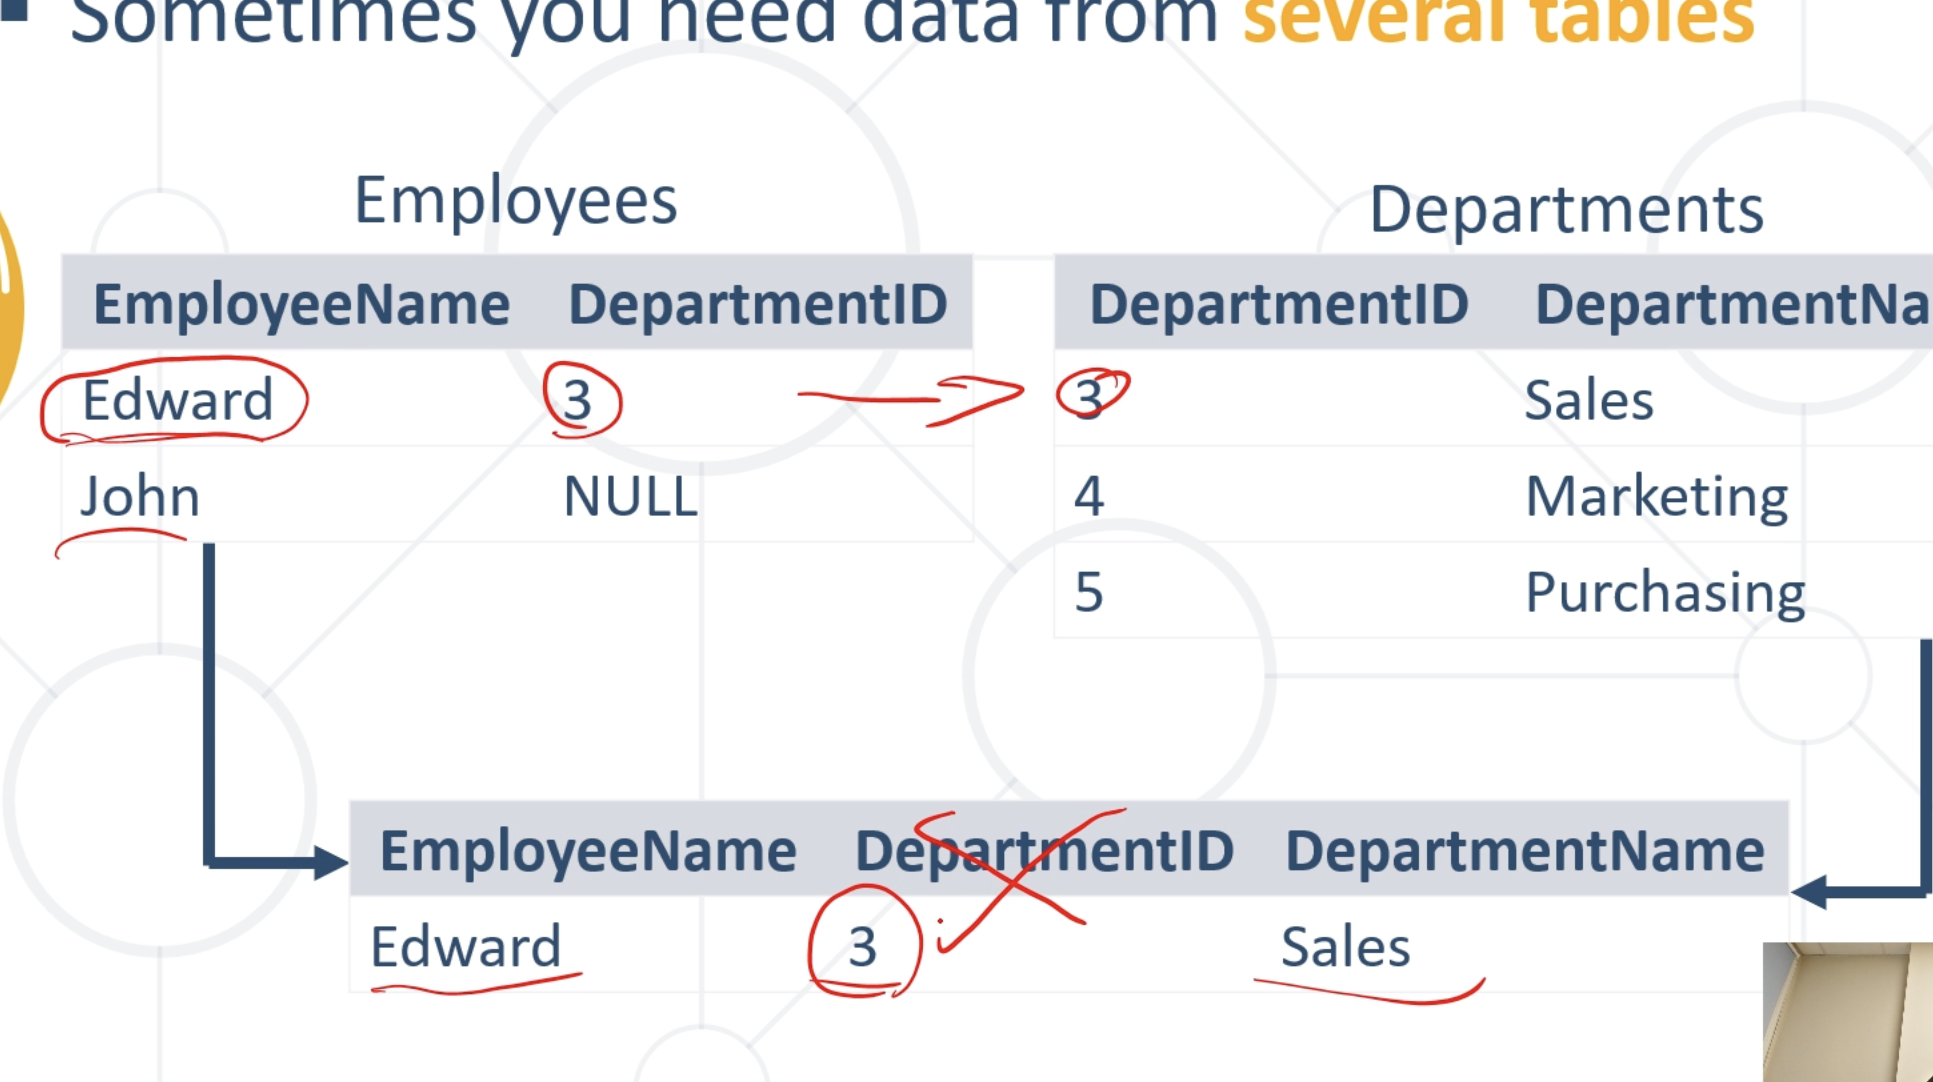 Sometimes you need data from several tables
Employees
EmployeeName DepartmentID
Edward 3
John NULL
Departments
DepartmentID DepartmentNa
3 Sales
4 Marketing
5 Purchasing
EmployeeName DepartmentID DepartmentName
Edward 3 Sales